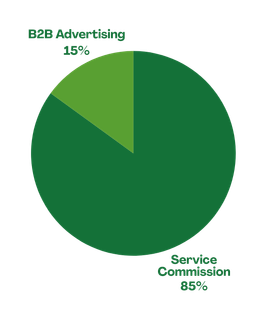 B2B Advertising
15%
Service
Commission
85%